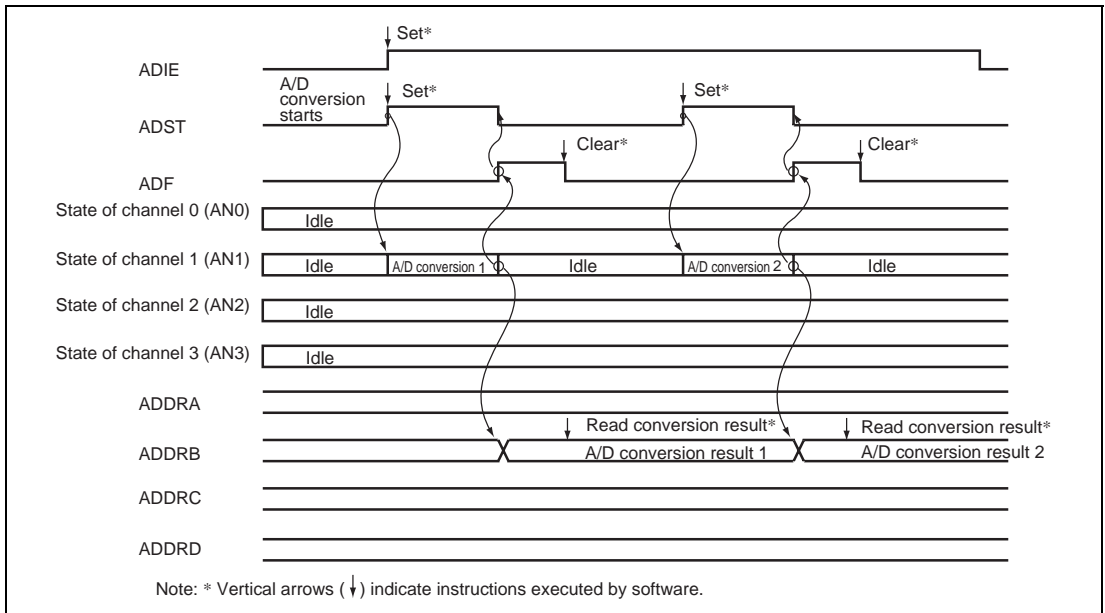 Set*
ADIE
A/D
conversion
starts
Set*
Set*
ADST
Clear*
Clear*
ADF
State of channel 0 (AN0)
Idle
State of channel 1 (AN1)
Idle
A/D conversion 1
Idle
A/D conversion 2
Idle
State of channel 2 (AN2)
Idle
State of channel 3 (AN3)
Idle
ADDRA
Read conversion result*
Read conversion result*
ADDRB
A/D conversion result 1
A/D conversion result 2
ADDRC
ADDRD
Note: * Vertical arrows (↓) indicate instructions executed by software.